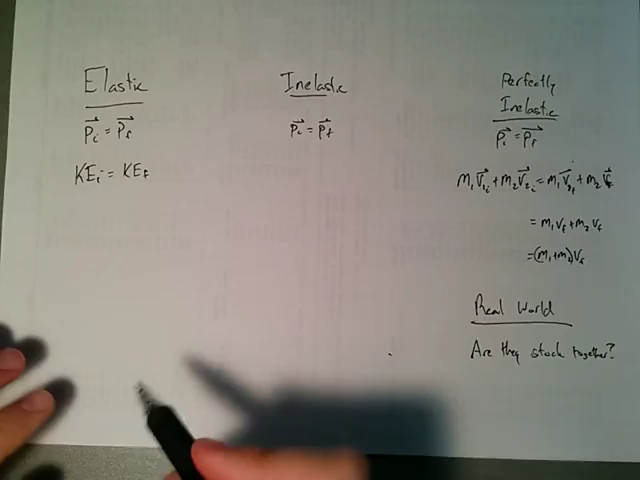 Elastic
p⃗i = p⃗f
KEi = KEf
Inelastic
p⃗i = p⃗f
Perfectly
Inelastic
p⃗i = p⃗f
m₁v⃗₁i + m₂v⃗₂i = m₁v⃗₁f + m₂v⃗f
= m₁vf + m₂vf
= (m₁+m₂)vf
Real World
Are they stuck together?